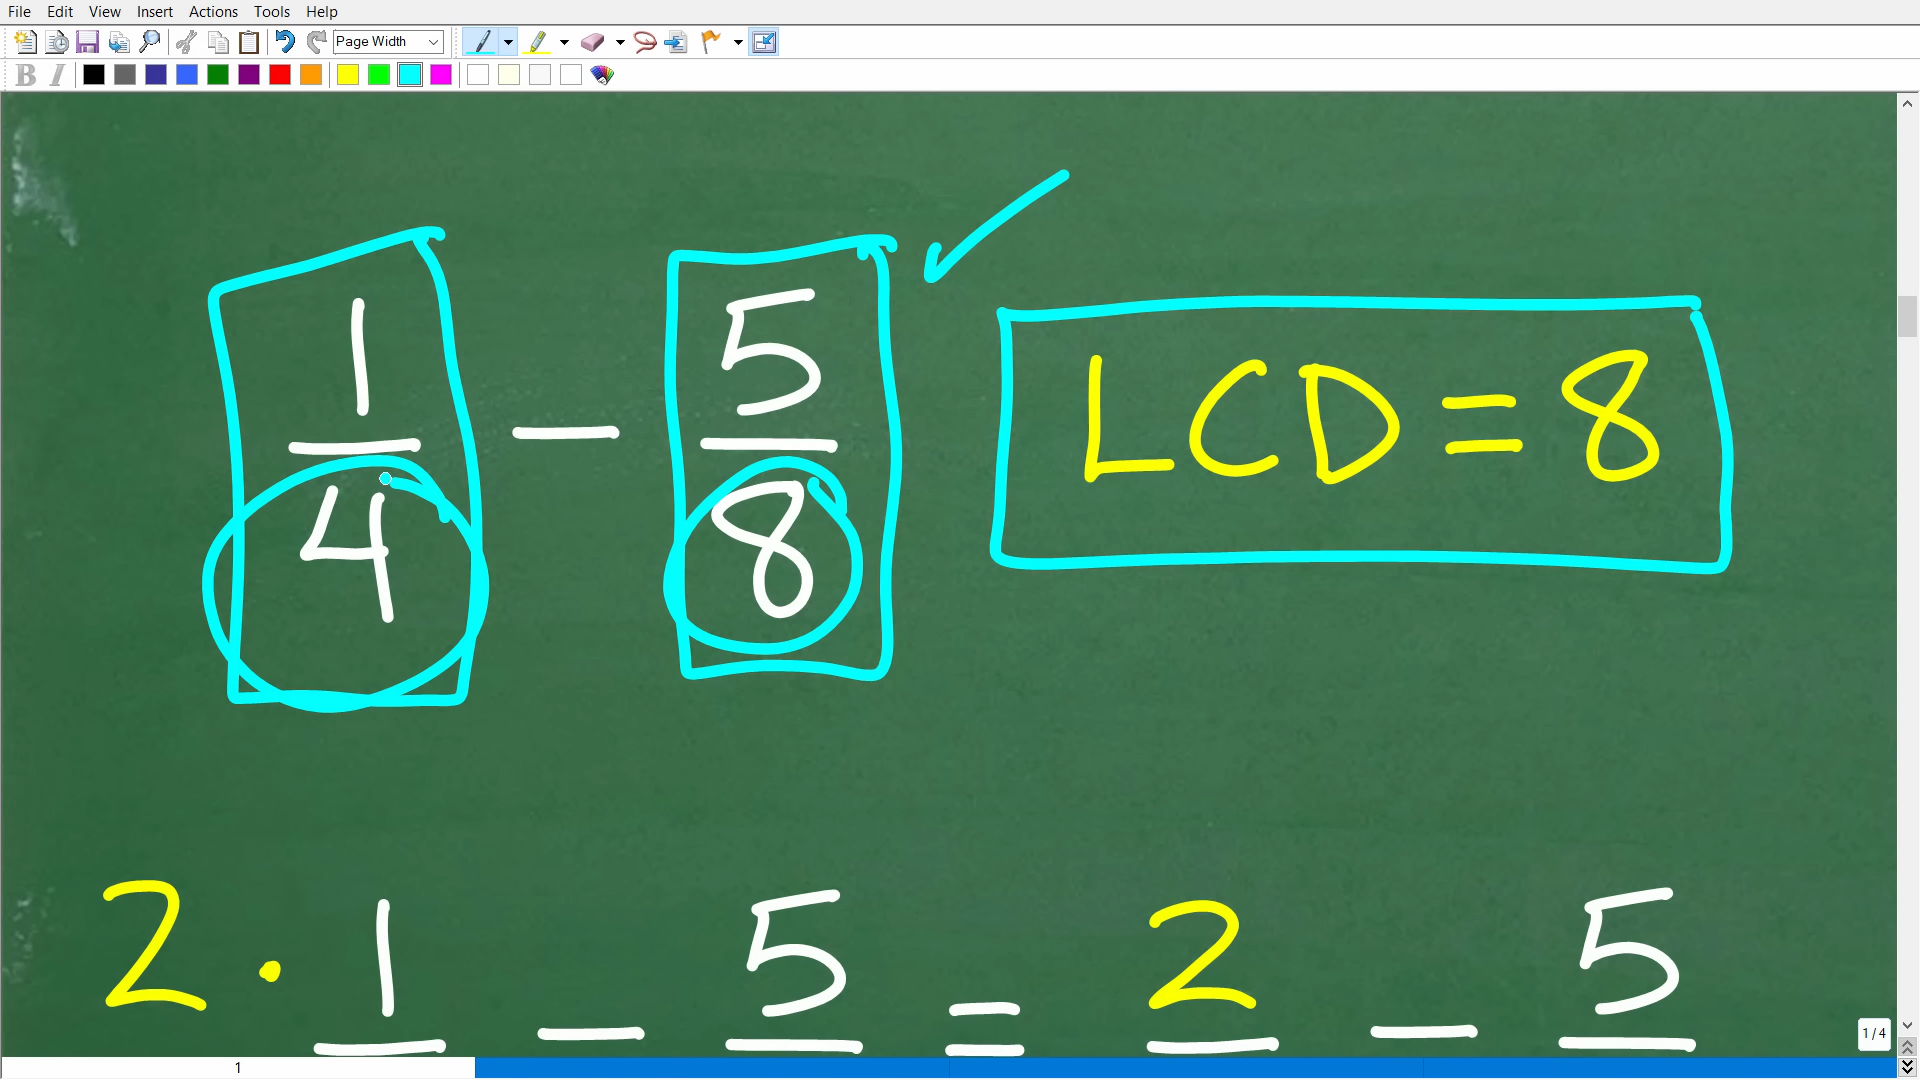 File Edit View Insert Actions Tools Help
Page Width
B I
1/4 - 5/8
LCD = 8
2 · 1 - 5 = 2 - 5
1 / 4
1